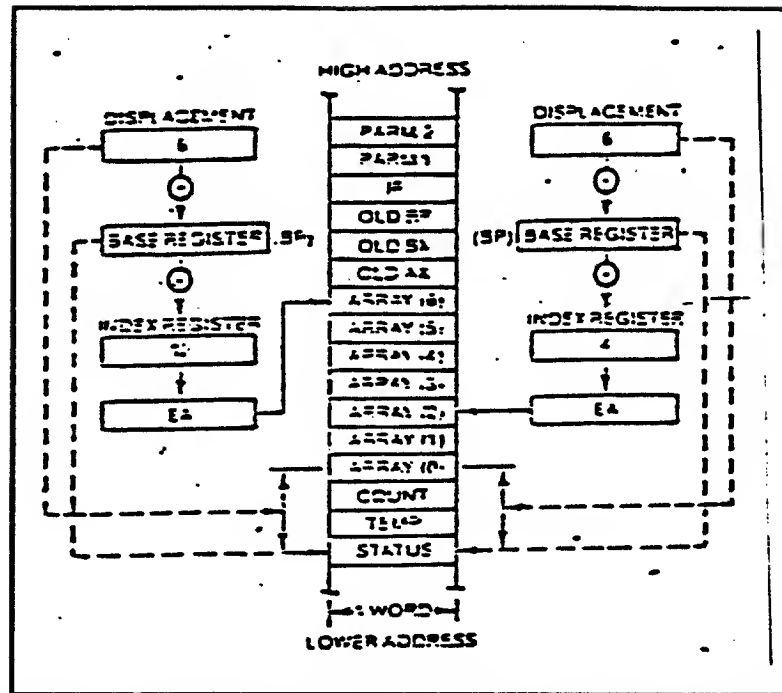 HIGH ADDRESS
DISPLACEMENT
6
BASE REGISTER
INDEX REGISTER
12
EA
PARM 2
PARM 1
IP
OLD BP
OLD BX
OLD AX
ARRAY (6)
ARRAY (5)
ARRAY (4)
ARRAY (3)
ARRAY (2)
ARRAY (1)
ARRAY (0)
COUNT
TEMP
STATUS
1 WORD
LOWER ADDRESS
DISPLACEMENT
6
(BP) BASE REGISTER
INDEX REGISTER
4
EA